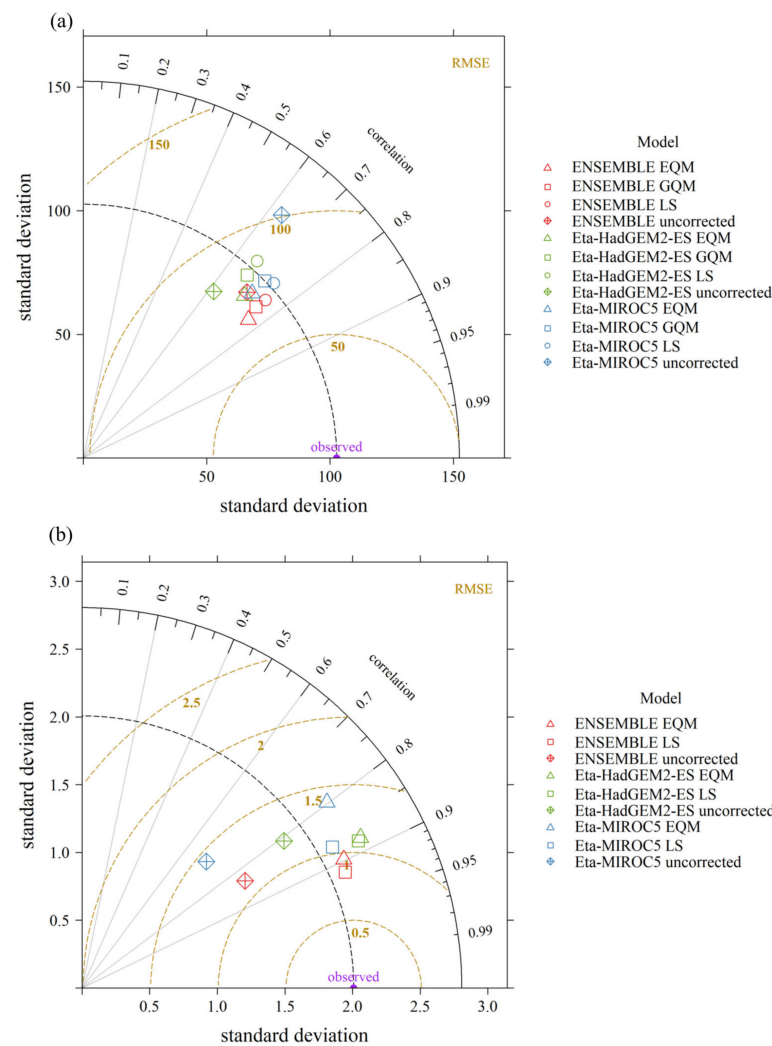 (a)
RMSE
150
100
50
0.1
0.2
0.3
0.4
0.5
0.6
0.7
0.8
0.9
0.95
0.99
correlation
150
100
50
observed
standard deviation
50
100
150
standard deviation
Model
ENSEMBLE EQM
ENSEMBLE GQM
ENSEMBLE LS
ENSEMBLE uncorrected
Eta-HadGEM2-ES EQM
Eta-HadGEM2-ES GQM
Eta-HadGEM2-ES LS
Eta-HadGEM2-ES uncorrected
Eta-MIROC5 EQM
Eta-MIROC5 GQM
Eta-MIROC5 LS
Eta-MIROC5 uncorrected
(b)
RMSE
3.0
2.5
2.0
1.5
1.0
0.5
0.1
0.2
0.3
0.4
0.5
0.6
0.7
0.8
0.9
0.95
0.99
correlation
2.5
2
1.5
1
0.5
observed
standard deviation
0.5
1.0
1.5
2.0
2.5
3.0
standard deviation
Model
ENSEMBLE EQM
ENSEMBLE LS
ENSEMBLE uncorrected
Eta-HadGEM2-ES EQM
Eta-HadGEM2-ES LS
Eta-HadGEM2-ES uncorrected
Eta-MIROC5 EQM
Eta-MIROC5 LS
Eta-MIROC5 uncorrected